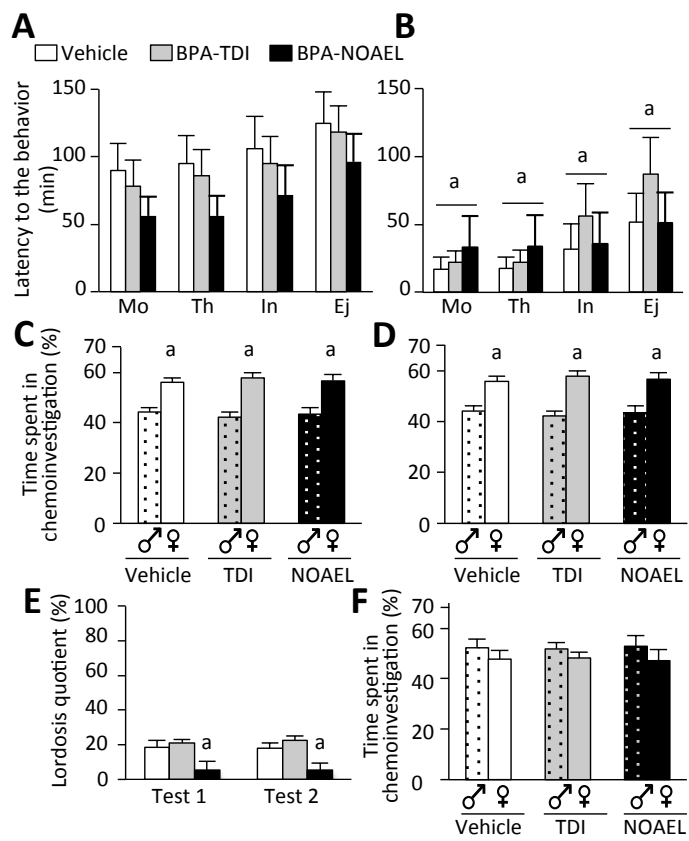 A
B
Vehicle BPA-TDI BPA-NOAEL
Latency to the behavior
(min)
150
100
50
0
Mo Th In Ej
150
100
50
0
a a a a
Mo Th In Ej
C
Time spent in
chemoinvestigation (%)
70
60
40
20
0
a a a
♂ ♀ ♂ ♀ ♂ ♀
Vehicle TDI NOAEL
D
70
60
40
20
0
a a a
♂ ♀ ♂ ♀ ♂ ♀
Vehicle TDI NOAEL
E
Lordosis quotient (%)
100
80
60
40
20
0
a a
Test 1 Test 2
F
Time spent in
chemoinvestigation (%)
70
60
40
20
0
♂ ♀ ♂ ♀ ♂ ♀
Vehicle TDI NOAEL